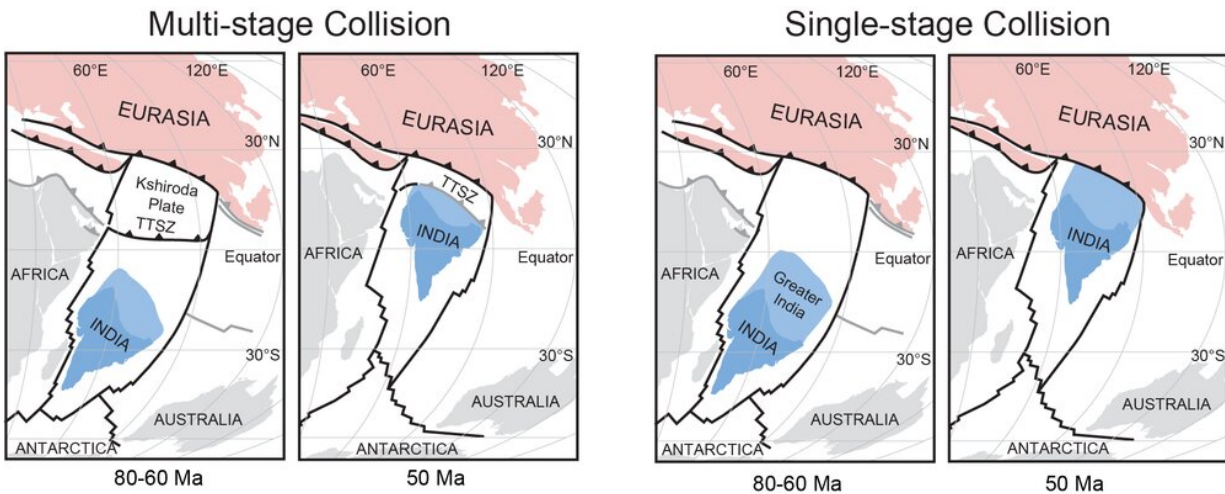 Multi-stage Collision
Single-stage Collision
60°E
120°E
EURASIA
30°N
Kshiroda
Plate
TTSZ
AFRICA
Equator
INDIA
30°S
AUSTRALIA
ANTARCTICA
80-60 Ma
60°E
120°E
EURASIA
30°N
TTSZ
INDIA
AFRICA
Equator
30°S
AUSTRALIA
ANTARCTICA
50 Ma
60°E
120°E
EURASIA
30°N
AFRICA
Equator
Greater
India
INDIA
30°S
AUSTRALIA
ANTARCTICA
80-60 Ma
60°E
120°E
EURASIA
30°N
INDIA
AFRICA
Equator
30°S
AUSTRALIA
ANTARCTICA
50 Ma